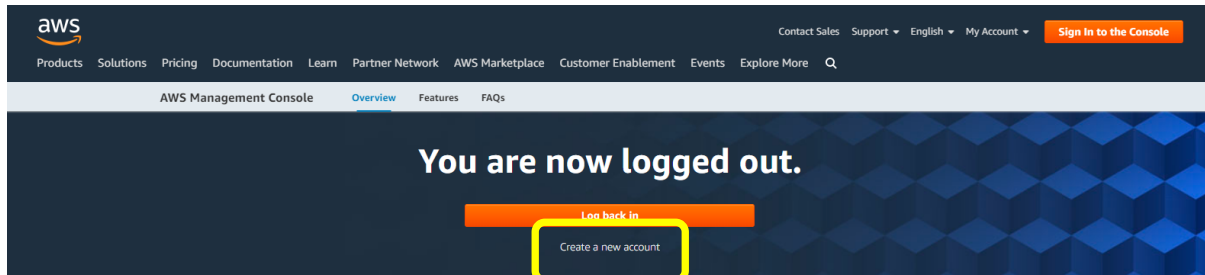 aws
Contact Sales Support English My Account Sign In to the Console
Products Solutions Pricing Documentation Learn Partner Network AWS Marketplace Customer Enablement Events Explore More
AWS Management Console Overview Features FAQs
You are now logged out.
Log back in
Create a new account